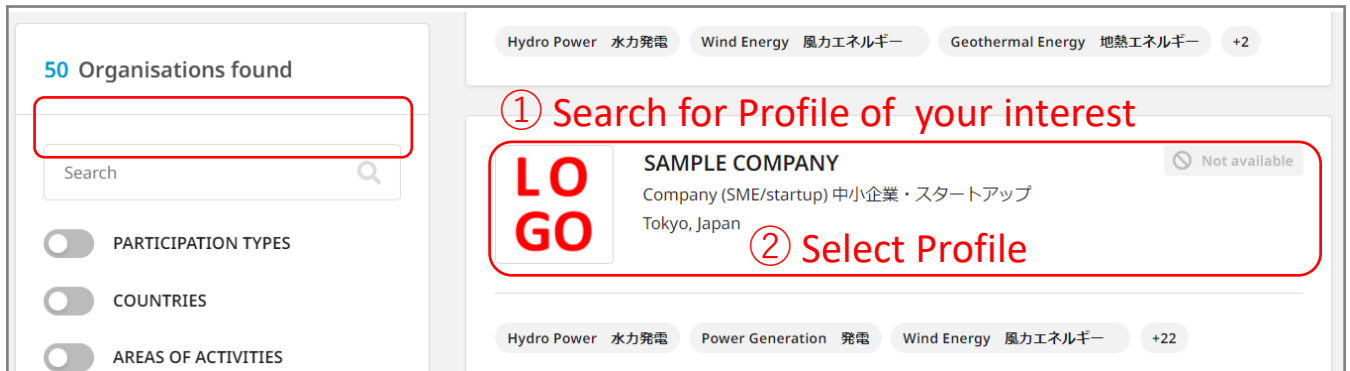 50 Organisations found
Search
PARTICIPATION TYPES
COUNTRIES
AREAS OF ACTIVITIES
Hydro Power 水力発電 Wind Energy 風力エネルギー Geothermal Energy 地熱エネルギー +2
① Search for Profile of your interest
LO
GO
SAMPLE COMPANY
Not available
Company (SME/startup) 中小企業・スタートアップ
Tokyo, Japan
② Select Profile
Hydro Power 水力発電 Power Generation 発電 Wind Energy 風力エネルギー +22